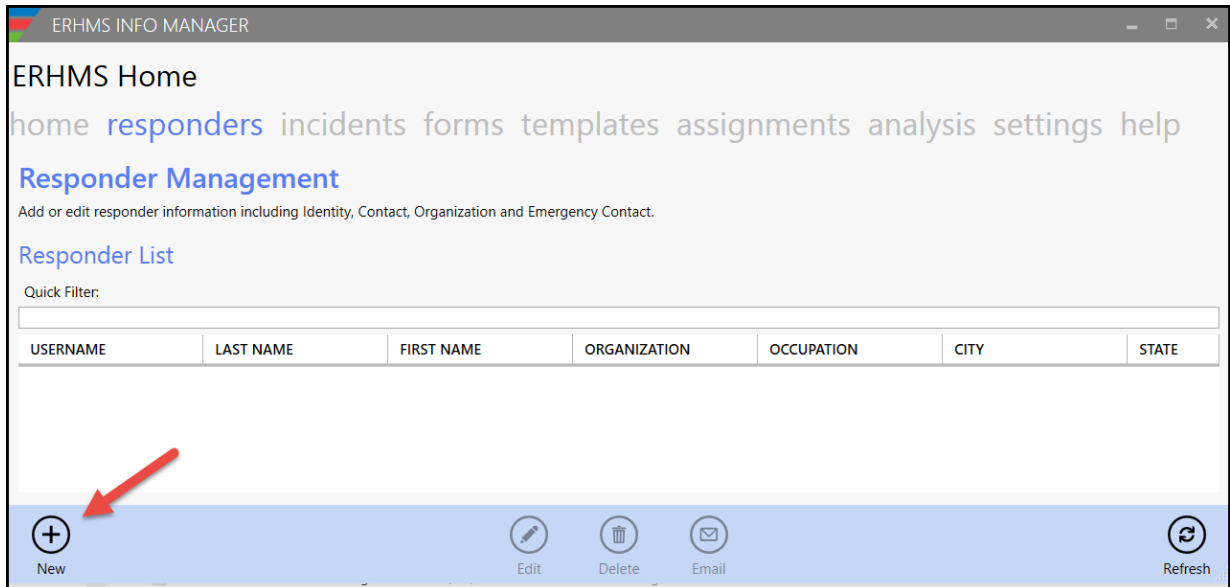 ERHMS INFO MANAGER
ERHMS Home
home responders incidents forms templates assignments analysis settings help
Responder Management
Add or edit responder information including Identity, Contact, Organization and Emergency Contact.
Responder List
Quick Filter:
USERNAME LAST NAME FIRST NAME ORGANIZATION OCCUPATION CITY STATE
New Edit Delete Email Refresh